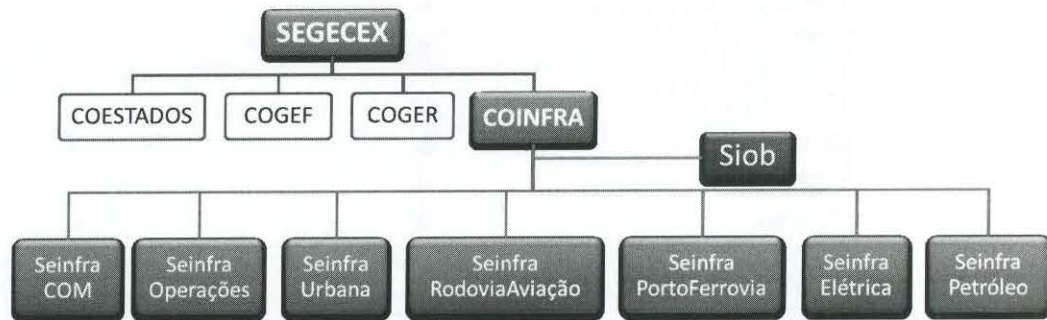 SEGECEX
COESTADOS
COGEF
COGER
COINFRA
Siob
Seinfra
COM
Seinfra
Operações
Seinfra
Urbana
Seinfra
RodoviaAviação
Seinfra
PortoFerrovia
Seinfra
Elétrica
Seinfra
Petróleo